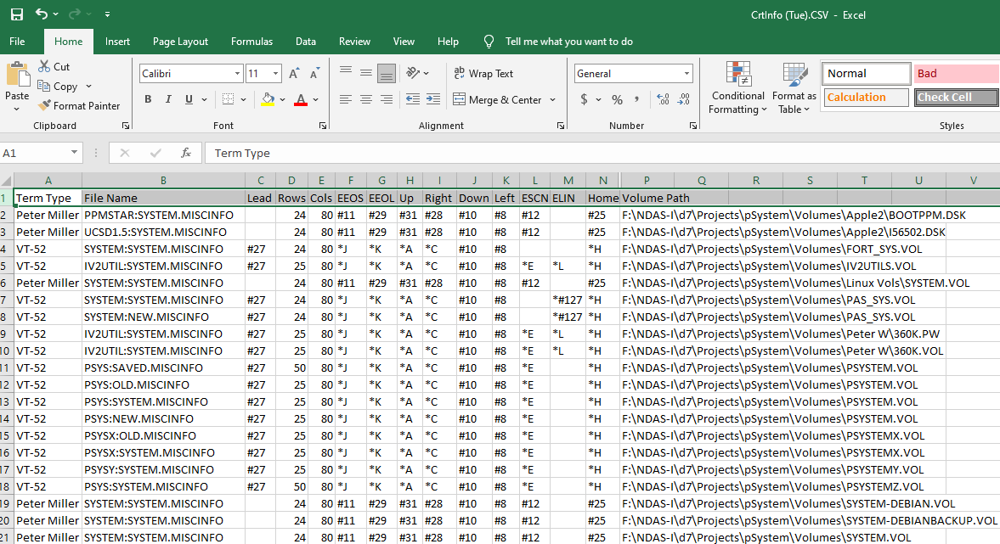 CrtInfo (Tue).CSV - Excel
File Home Insert Page Layout Formulas Data Review View Help Tell me what you want to do
Cut
Copy
Format Painter
Paste
Clipboard
Calibri 11
B I U A
Font
ab Wrap Text
Merge & Center
Alignment
General
$ % , .00
Number
Conditional Formatting
Format as Table
Normal Bad
Calculation Check Cell
Styles
A1 fx Term Type
A B C D E F G H I J K L M N P Q R S T U V
1 Term Type File Name Lead Rows Cols EEOS EEOL Up Right Down Left ESCN ELIN Home Volume Path
2 Peter Miller PPMSTAR:SYSTEM.MISCINFO 24 80 #11 #29 #31 #28 #10 #8 #12 #25 F:\NDAS-I\d7\Projects\pSystem\Volumes\Apple2\BOOTPPM.DSK
3 Peter Miller UCSD1.5:SYSTEM.MISCINFO 24 80 #11 #29 #31 #28 #10 #8 #12 #25 F:\NDAS-I\d7\Projects\pSystem\Volumes\Apple2\I56502.DSK
4 VT-52 SYSTEM:SYSTEM.MISCINFO #27 24 80 *J *K *A *C #10 #8 *H F:\NDAS-I\d7\Projects\pSystem\Volumes\FORT_SYS.VOL
5 VT-52 IV2UTIL:SYSTEM.MISCINFO #27 25 80 *J *K *A *C #10 #8 *E *L *H F:\NDAS-I\d7\Projects\pSystem\Volumes\IV2UTILS.VOL
6 Peter Miller SYSTEM:SYSTEM.MISCINFO 24 80 #11 #29 #31 #28 #10 #8 #12 #25 F:\NDAS-I\d7\Projects\pSystem\Volumes\Linux Vols\SYSTEM.VOL
7 VT-52 SYSTEM:SYSTEM.MISCINFO #27 24 80 *J *K *A *C #10 #8 *#127 *H F:\NDAS-I\d7\Projects\pSystem\Volumes\PAS_SYS.VOL
8 VT-52 SYSTEM:NEW.MISCINFO #27 24 80 *J *K *A *C #10 #8 *#127 *H F:\NDAS-I\d7\Projects\pSystem\Volumes\PAS_SYS.VOL
9 VT-52 IV2UTIL:SYSTEM.MISCINFO #27 25 80 *J *K *A *C #10 #8 *E *L *H F:\NDAS-I\d7\Projects\pSystem\Volumes\Peter W\360K.PW
10 VT-52 IV2UTIL:SYSTEM.MISCINFO #27 25 80 *J *K *A *C #10 #8 *E *L *H F:\NDAS-I\d7\Projects\pSystem\Volumes\Peter W\360K.VOL
11 VT-52 PSYS:SAVED.MISCINFO #27 50 80 *J *K *A *C #10 #8 *E *H F:\NDAS-I\d7\Projects\pSystem\Volumes\PSYSTEM.VOL
12 VT-52 PSYS:OLD.MISCINFO #27 25 80 *J *K *A *C #10 #8 *E *H F:\NDAS-I\d7\Projects\pSystem\Volumes\PSYSTEM.VOL
13 VT-52 PSYS:SYSTEM.MISCINFO #27 25 80 *J *K *A *C #10 #8 *E *H F:\NDAS-I\d7\Projects\pSystem\Volumes\PSYSTEM.VOL
14 VT-52 PSYS:NEW.MISCINFO #27 25 80 *J *K *A *C #10 #8 *E *H F:\NDAS-I\d7\Projects\pSystem\Volumes\PSYSTEM.VOL
15 VT-52 PSYSX:OLD.MISCINFO #27 25 80 *J *K *A *C #10 #8 *E *H F:\NDAS-I\d7\Projects\pSystem\Volumes\PSYSTEMX.VOL
16 VT-52 PSYSX:SYSTEM.MISCINFO #27 25 80 *J *K *A *C #10 #8 *E *H F:\NDAS-I\d7\Projects\pSystem\Volumes\PSYSTEMX.VOL
17 VT-52 PSYSY:SYSTEM.MISCINFO #27 25 80 *J *K *A *C #10 #8 *E *H F:\NDAS-I\d7\Projects\pSystem\Volumes\PSYSTEMY.VOL
18 VT-52 PSYS:SYSTEM.MISCINFO #27 50 80 *J *K *A *C #10 #8 *E *H F:\NDAS-I\d7\Projects\pSystem\Volumes\PSYSTEMZ.VOL
19 Peter Miller SYSTEM:SYSTEM.MISCINFO 24 80 #11 #29 #31 #28 #10 #8 #12 #25 F:\NDAS-I\d7\Projects\pSystem\Volumes\SYSTEM-DEBIAN.VOL
20 Peter Miller SYSTEM:SYSTEM.MISCINFO 24 80 #11 #29 #31 #28 #10 #8 #12 #25 F:\NDAS-I\d7\Projects\pSystem\Volumes\SYSTEM-DEBIANBACKUP.VOL
21 Peter Miller SYSTEM:SYSTEM.MISCINFO 24 80 #11 #29 #31 #28 #10 #8 #12 #25 F:\NDAS-I\d7\Projects\pSystem\Volumes\SYSTEM.VOL